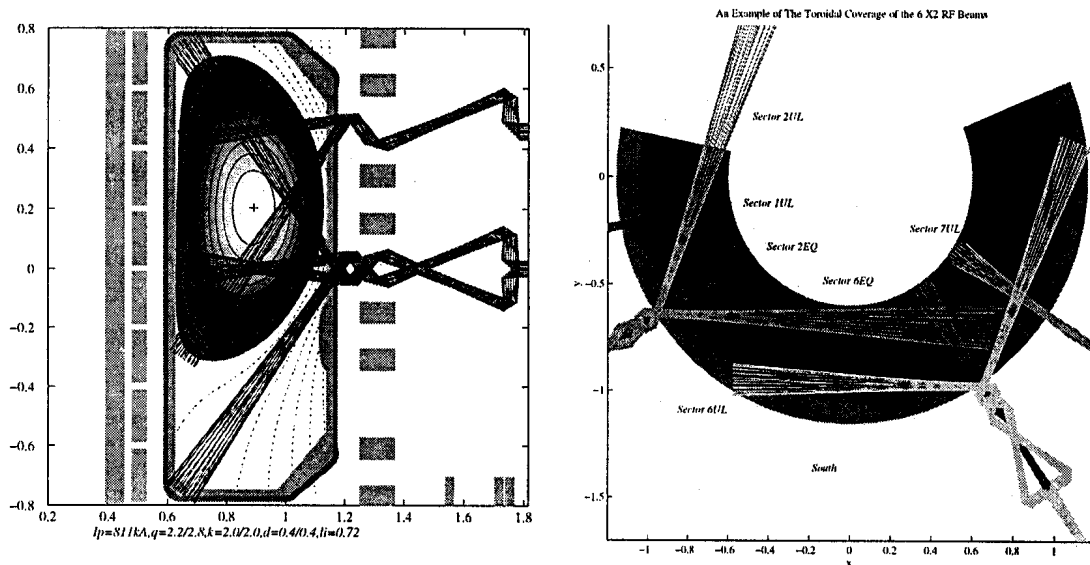 0.8
0.6
0.4
0.2
0
-0.2
-0.4
-0.6
-0.8
0.2 0.4 0.6 0.8 1 1.2 1.4 1.6 1.8
Ip=811kA,q=2.2/2.8,k=2.0/2.0,d=0.4/0.4,li=0.72
An Example of The Toroidal Coverage of the 6 X2 RF Beams
0.5
0
-0.5
-1
-1.5
y
Sector 2UL
Sector 1UL
Sector 7UL
Sector 2EQ
Sector 6EQ
Sector 6UL
South
-1 -0.8 -0.6 -0.4 -0.2 0 0.2 0.4 0.6 0.8 1
x